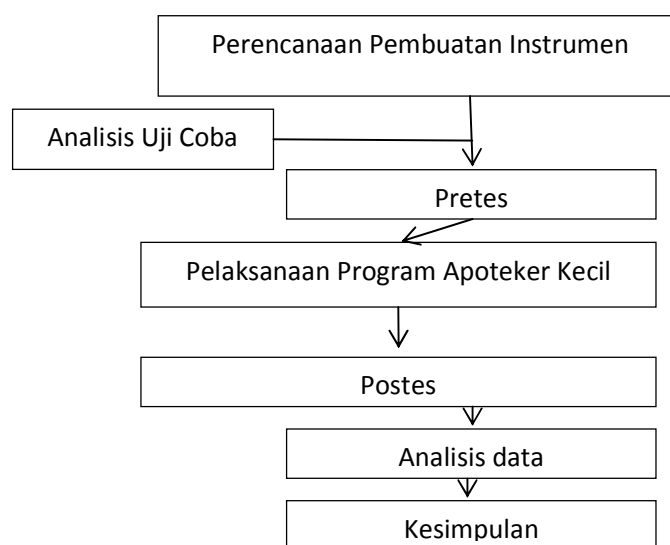 Perencanaan Pembuatan Instrumen
Analisis Uji Coba
Pretes
Pelaksanaan Program Apoteker Kecil
Postes
Analisis data
Kesimpulan